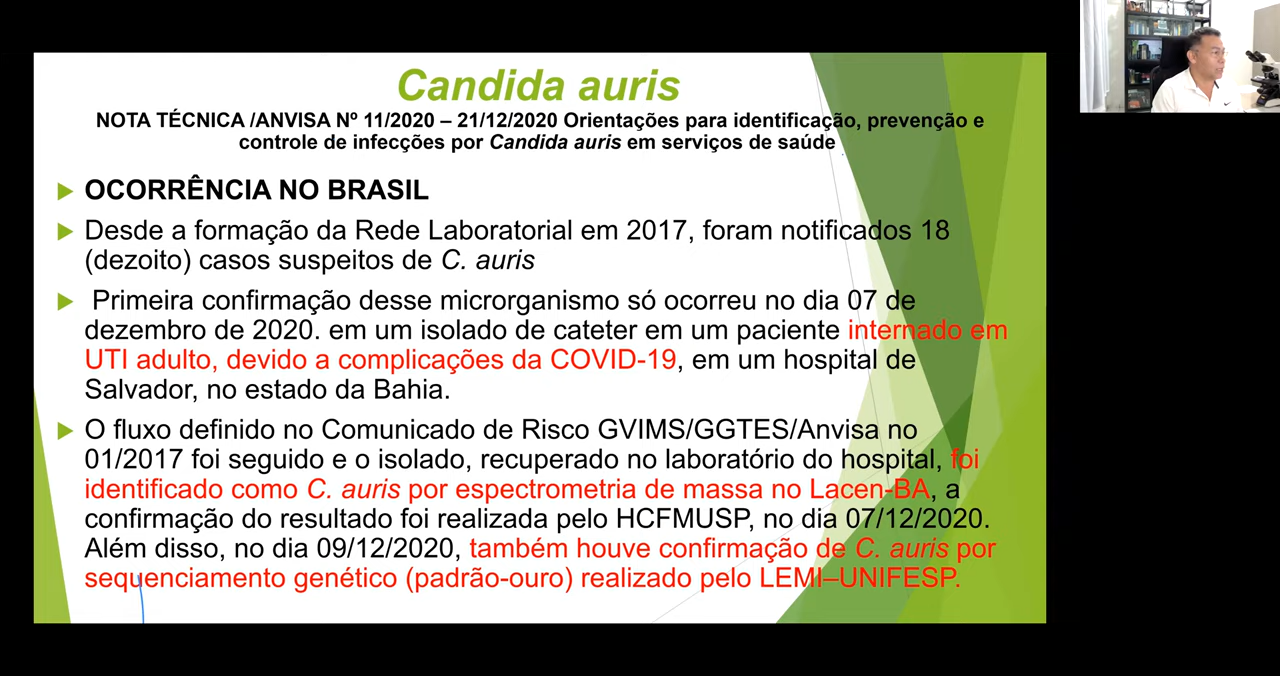 Candida auris
NOTA TÉCNICA /ANVISA Nº 11/2020 – 21/12/2020 Orientações para identificação, prevenção e
controle de infecções por Candida auris em serviços de saúde
OCORRÊNCIA NO BRASIL
Desde a formação da Rede Laboratorial em 2017, foram notificados 18
(dezoito) casos suspeitos de C. auris
Primeira confirmação desse microrganismo só ocorreu no dia 07 de
dezembro de 2020. em um isolado de cateter em um paciente internado em
UTI adulto, devido a complicações da COVID-19, em um hospital de
Salvador, no estado da Bahia.
O fluxo definido no Comunicado de Risco GVIMS/GGTES/Anvisa no
01/2017 foi seguido e o isolado, recuperado no laboratório do hospital, foi
identificado como C. auris por espectrometria de massa no Lacen-BA, a
confirmação do resultado foi realizada pelo HCFMUSP, no dia 07/12/2020.
Além disso, no dia 09/12/2020, também houve confirmação de C. auris por
sequenciamento genético (padrão-ouro) realizado pelo LEMI–UNIFESP.